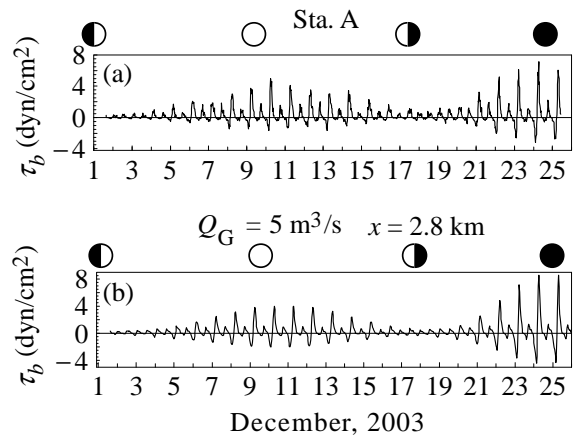 Sta. A
(a)
τb (dyn/cm²)
8
4
0
−4
1 3 5 7 9 11 13 15 17 19 21 23 25
QG = 5 m³/s x = 2.8 km
(b)
τb (dyn/cm²)
8
4
0
−4
1 3 5 7 9 11 13 15 17 19 21 23 25
December, 2003